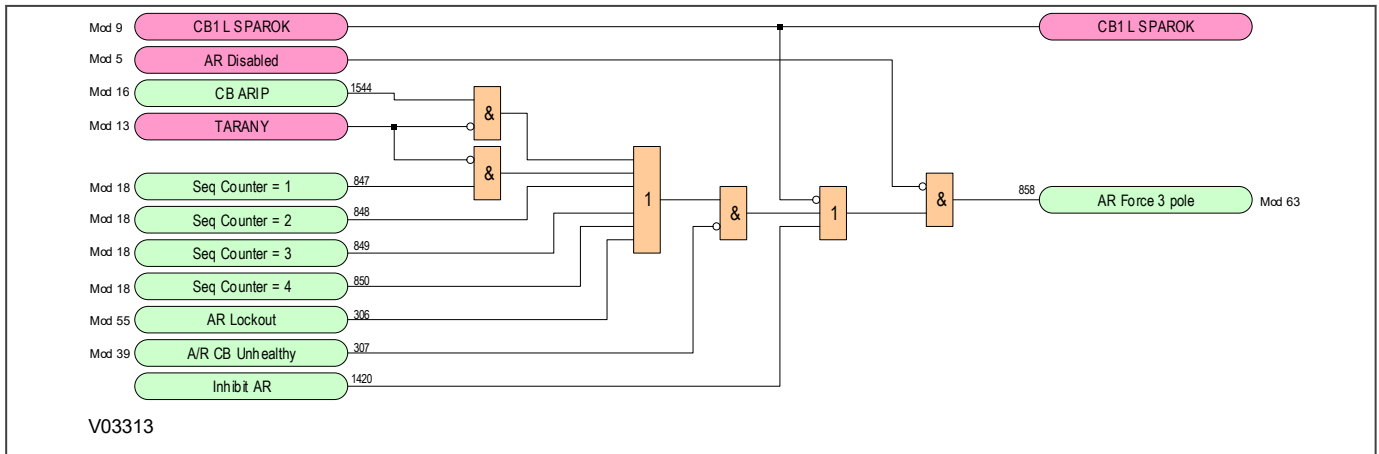 Mod 9 CB1 L SPAROK CB1 L SPAROK
Mod 5 AR Disabled
Mod 16 CB ARIP 1544
&
Mod 13 TARANY
&
Mod 18 Seq Counter = 1 847
858 AR Force 3 pole Mod 63
1 & 1 &
Mod 18 Seq Counter = 2 848
Mod 18 Seq Counter = 3 849
Mod 18 Seq Counter = 4 850
Mod 55 AR Lockout 306
Mod 39 A/R CB Unhealthy 307
Inhibit AR 1420
V03313